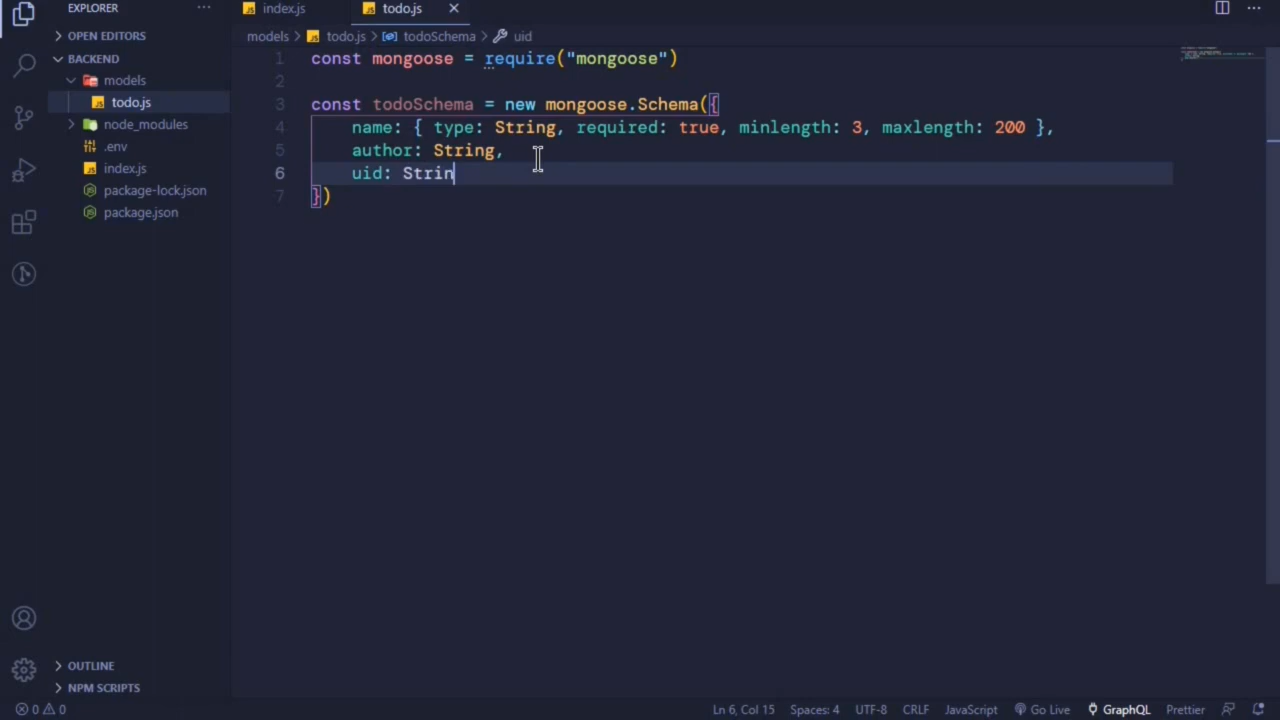 EXPLORER ···
OPEN EDITORS
BACKEND
models
todo.js
node_modules
.env
index.js
package-lock.json
package.json
OUTLINE
NPM SCRIPTS
index.js todo.js
models > todo.js > todoSchema > uid
1 const mongoose = require("mongoose")
2
3 const todoSchema = new mongoose.Schema({
4 name: { type: String, required: true, minlength: 3, maxlength: 200 },
5 author: String,
6 uid: Strin
7 })
0 0 Ln 6, Col 15 Spaces: 4 UTF-8 CRLF JavaScript Go Live GraphQL Prettier